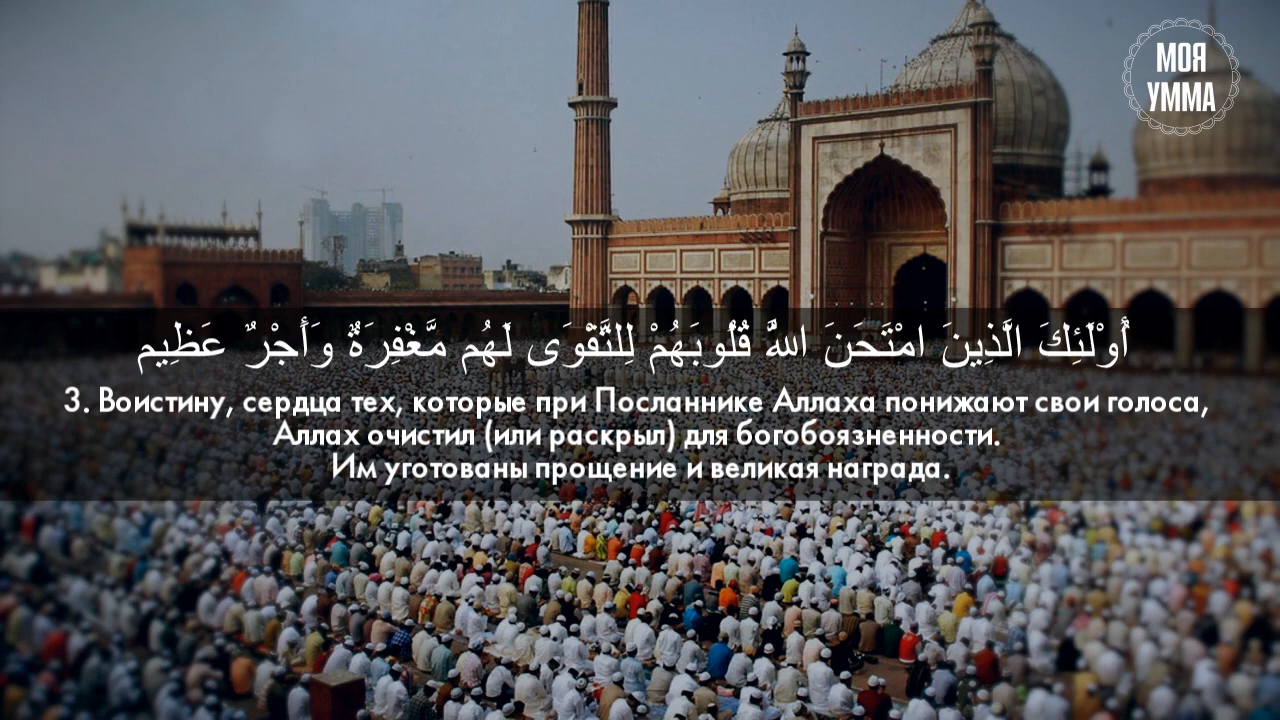 МОЯ
УММА
أُوْلَئِكَ الَّذِينَ امْتَحَنَ اللَّهُ قُلُوبَهُمْ لِلتَّقْوَى لَهُم مَّغْفِرَةٌ وَأَجْرٌ عَظِيم
3. Воистину, сердца тех, которые при Посланнике Аллаха понижают свои голоса,
Аллах очистил (или раскрыл) для богобоязненности.
Им уготованы прощение и великая награда.